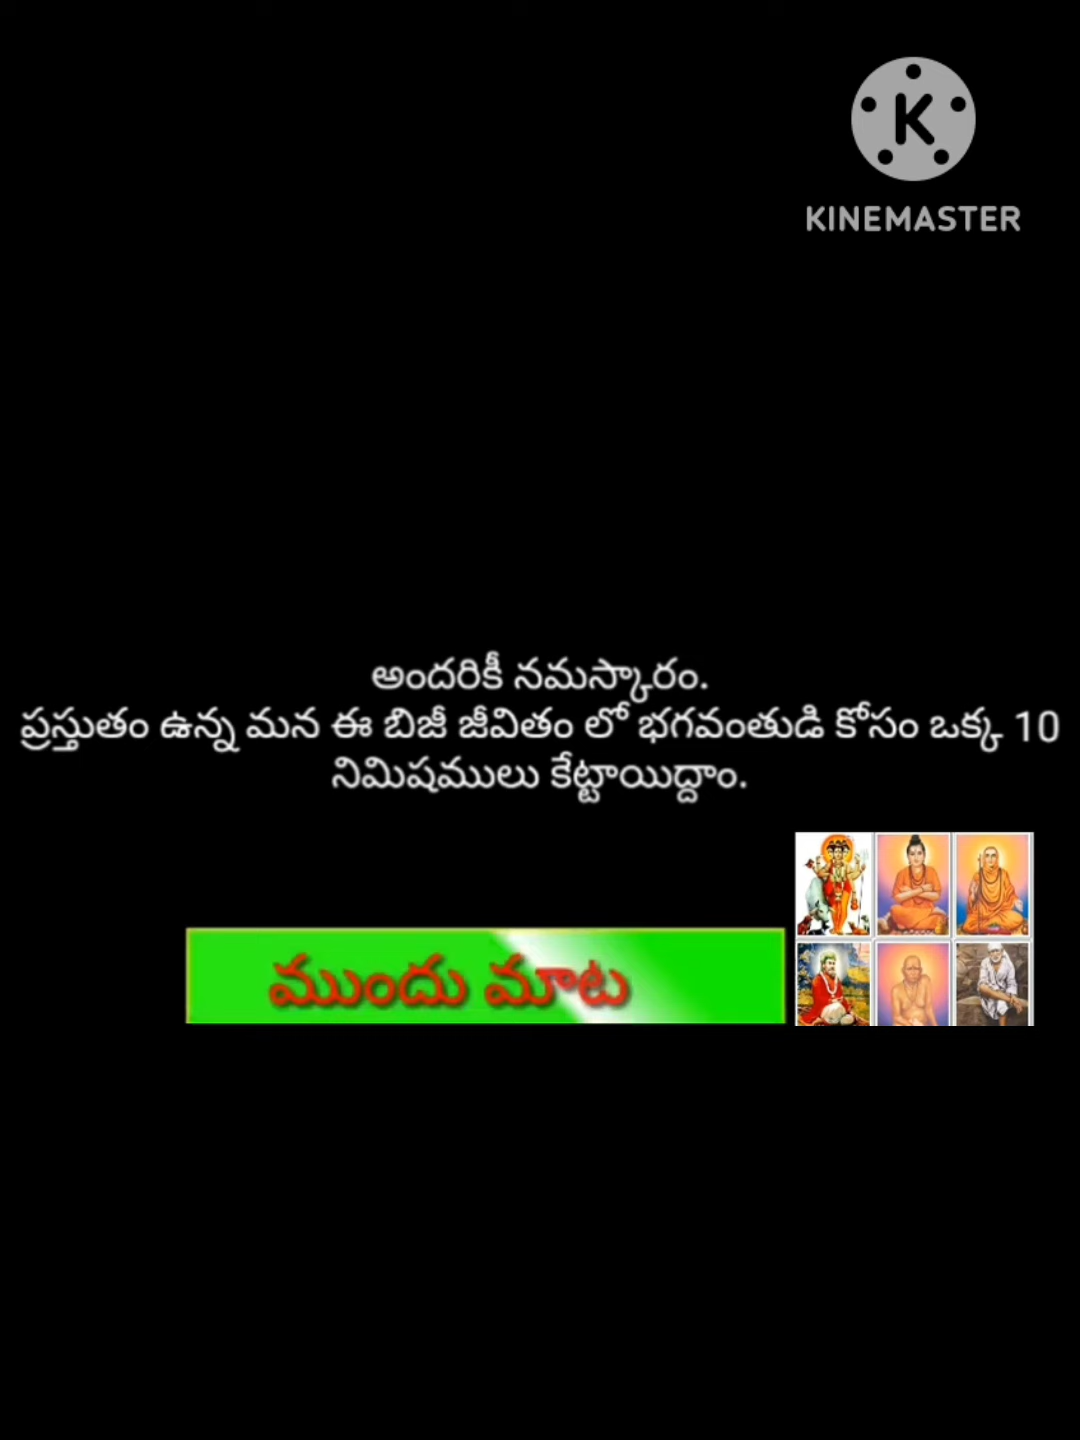 KINEMASTER
అందరికీ నమస్కారం.
ప్రస్తుతం ఉన్న మన ఈ బిజీ జీవితం లో భగవంతుడి కోసం ఒక్క 10
నిమిషములు కేట్టాయిద్దాం.
ముందు మాట